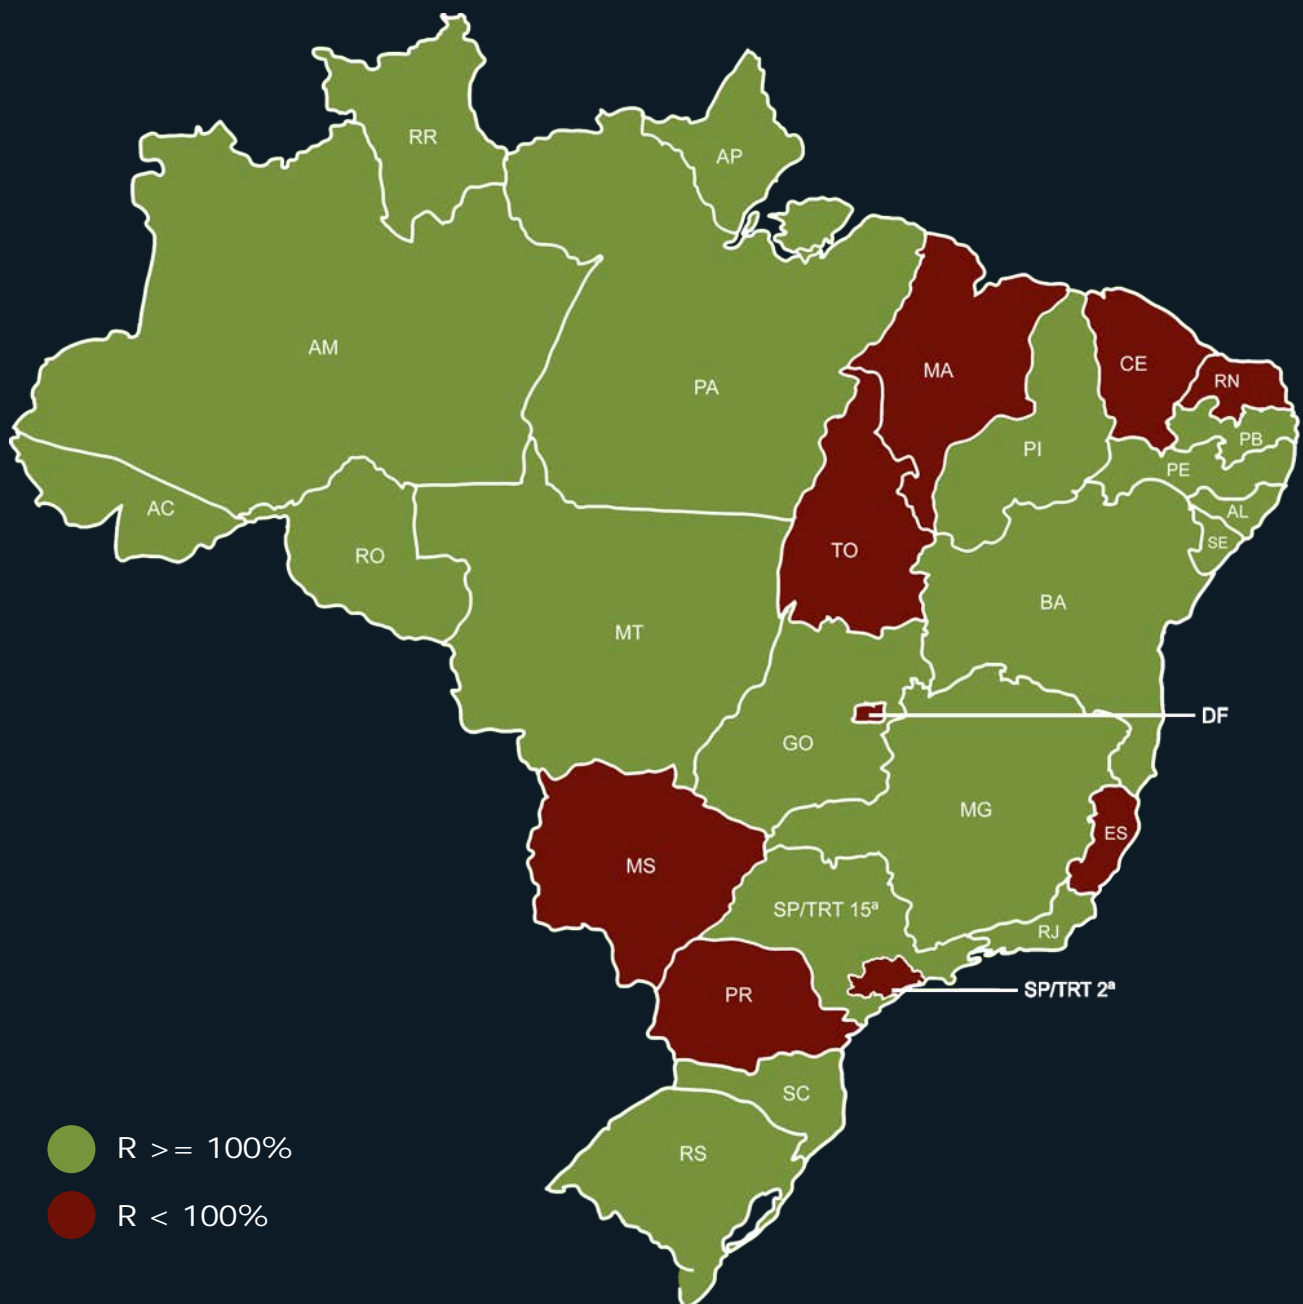 RR
AP
AM
PA
MA
CE
RN
PI
PB
PE
AC
AL
SE
RO
TO
BA
MT
DF
GO
MG
ES
MS
SP/TRT 15ª
RJ
PR
SP/TRT 2ª
SC
RS
R >= 100%
R < 100%